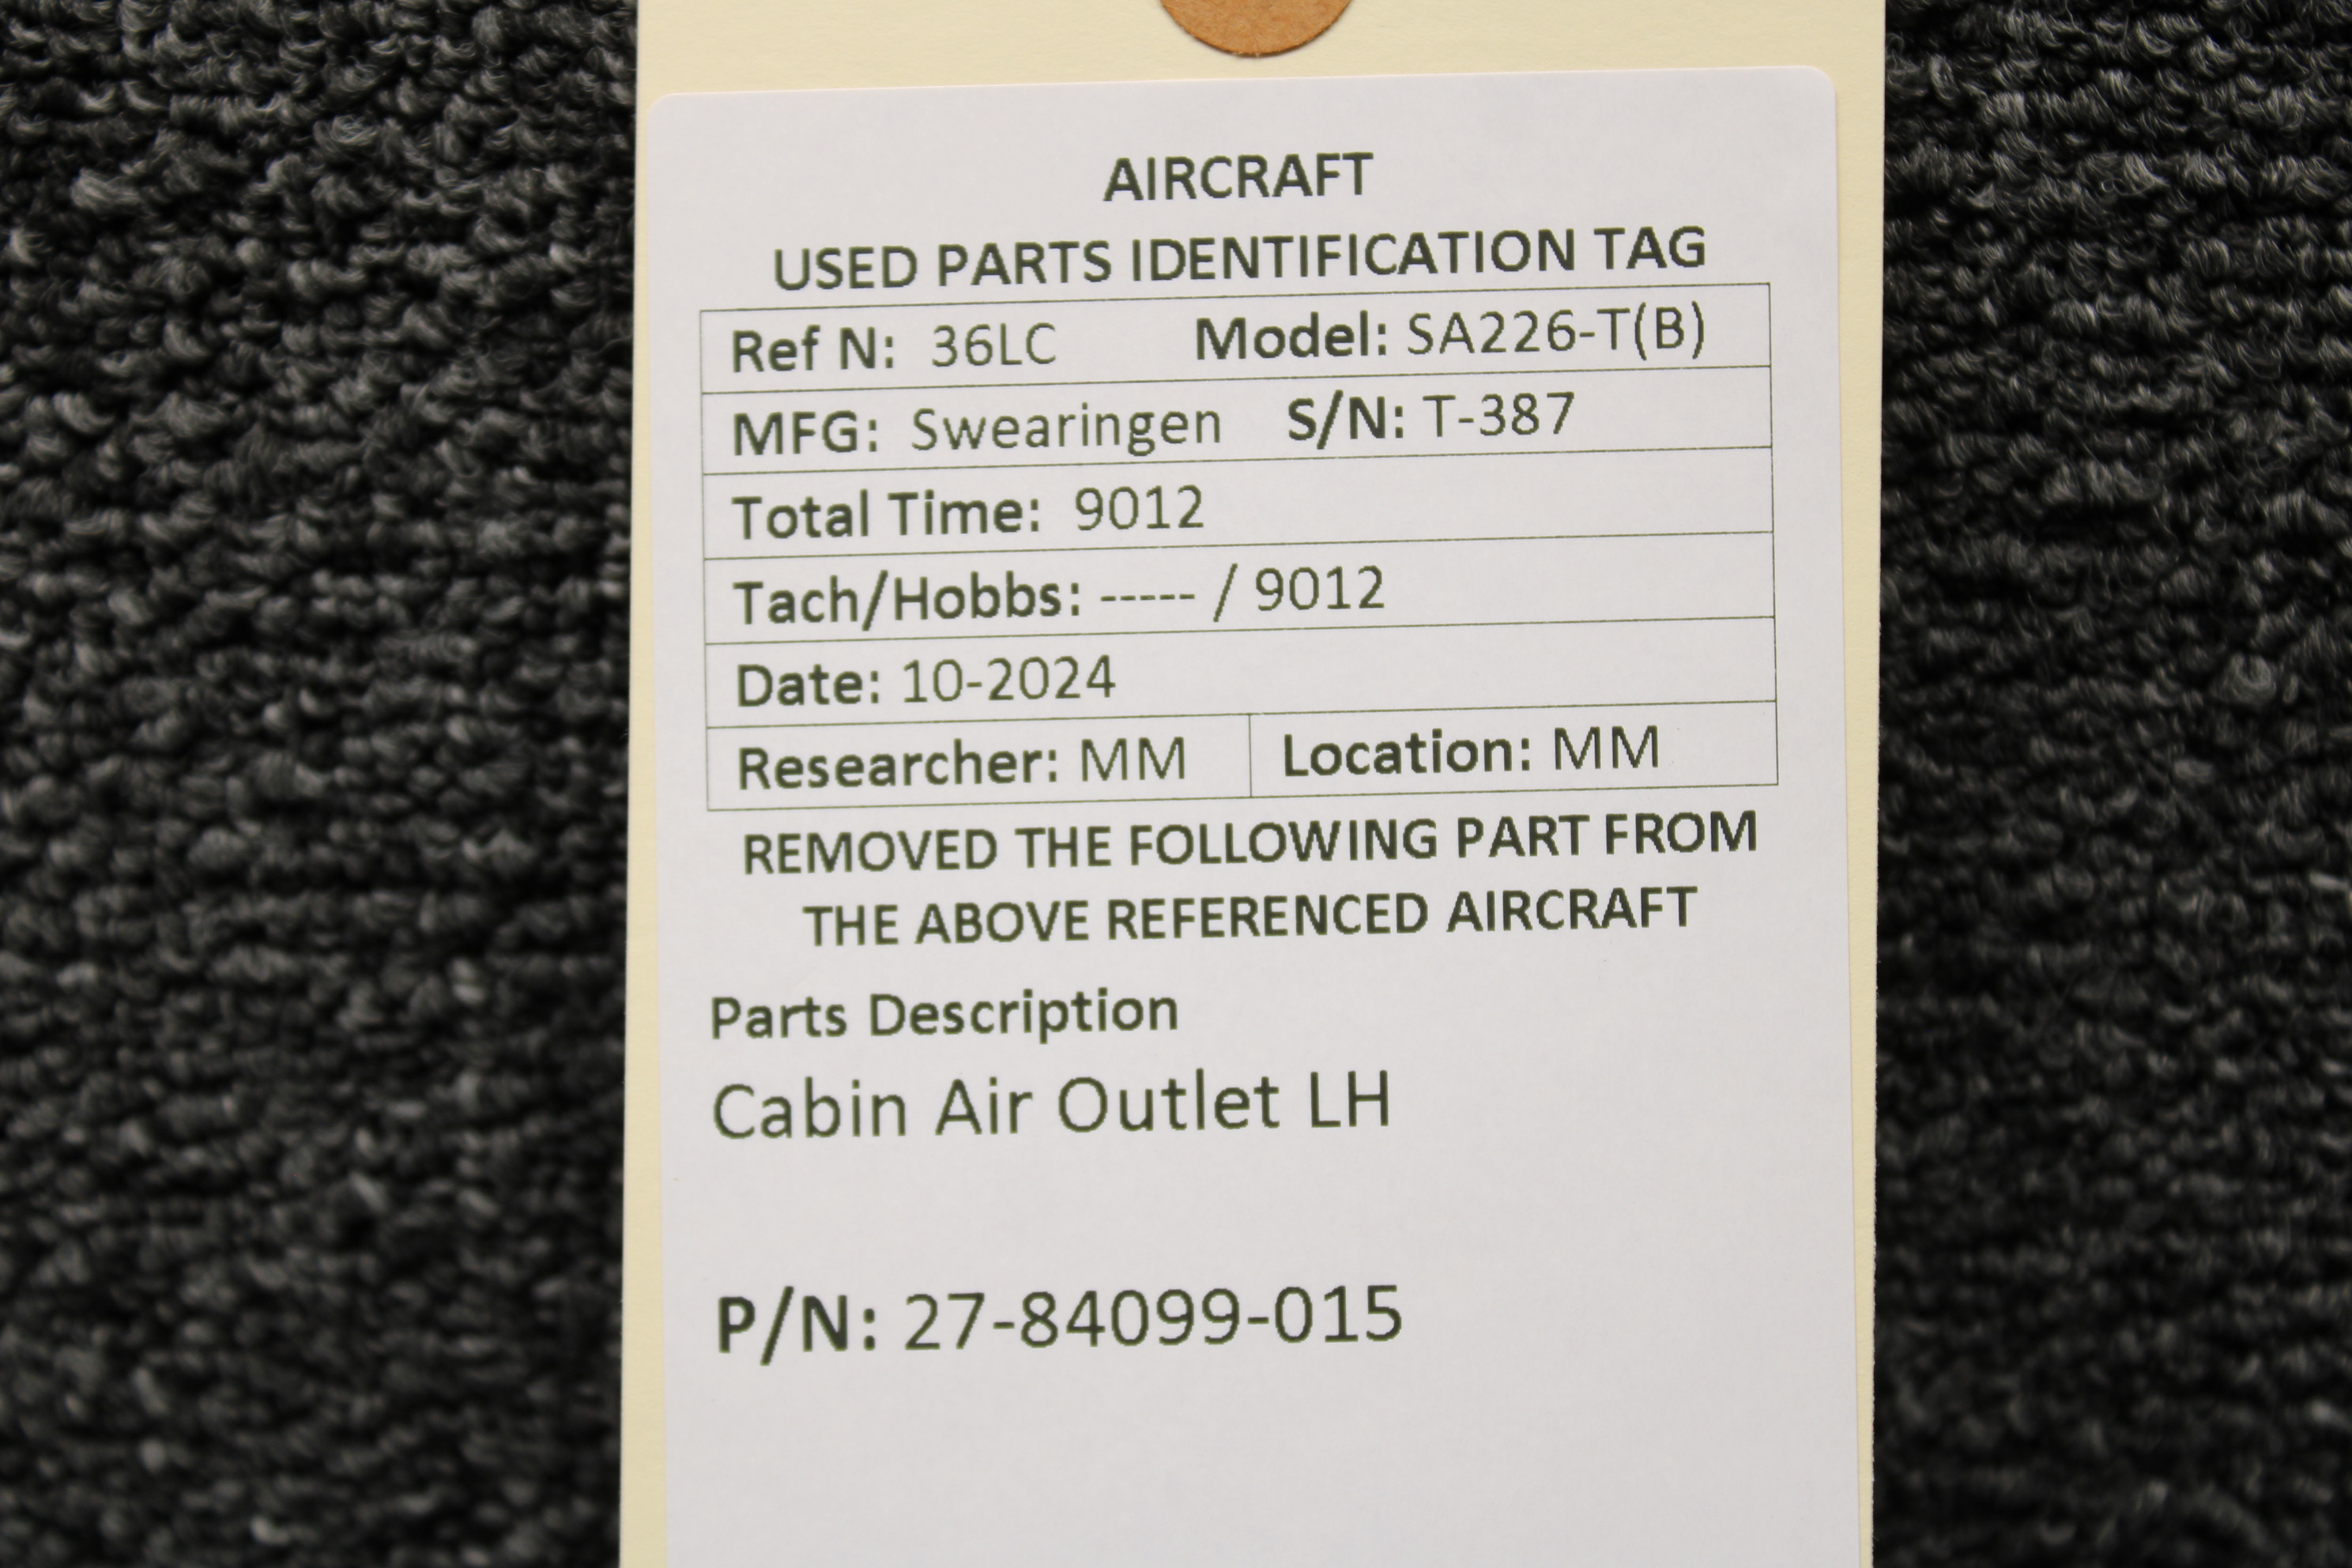 AIRCRAFT
USED PARTS IDENTIFICATION TAG
Ref N: 36LC Model: SA226-T(B)
MFG: Swearingen S/N: T-387
Total Time: 9012
Tach/Hobbs: ----- / 9012
Date: 10-2024
Researcher: MM Location: MM
REMOVED THE FOLLOWING PART FROM
THE ABOVE REFERENCED AIRCRAFT
Parts Description
Cabin Air Outlet LH
P/N: 27-84099-015